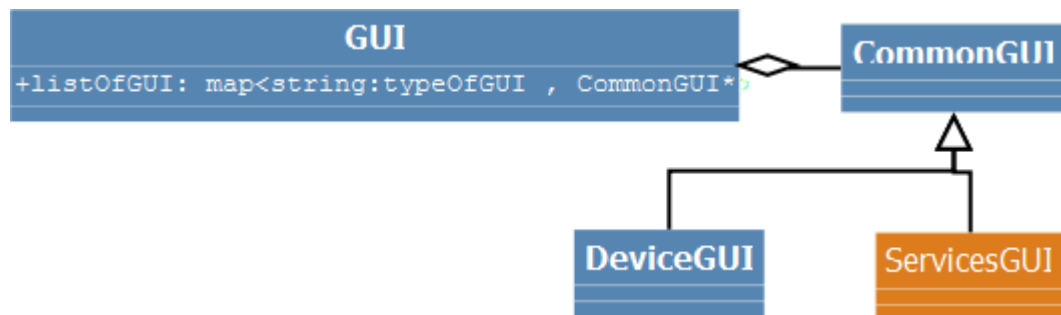 GUI
+listOfGUI: map<string:typeOfGUI , CommonGUI*>
CommonGUI
DeviceGUI
ServicesGUI